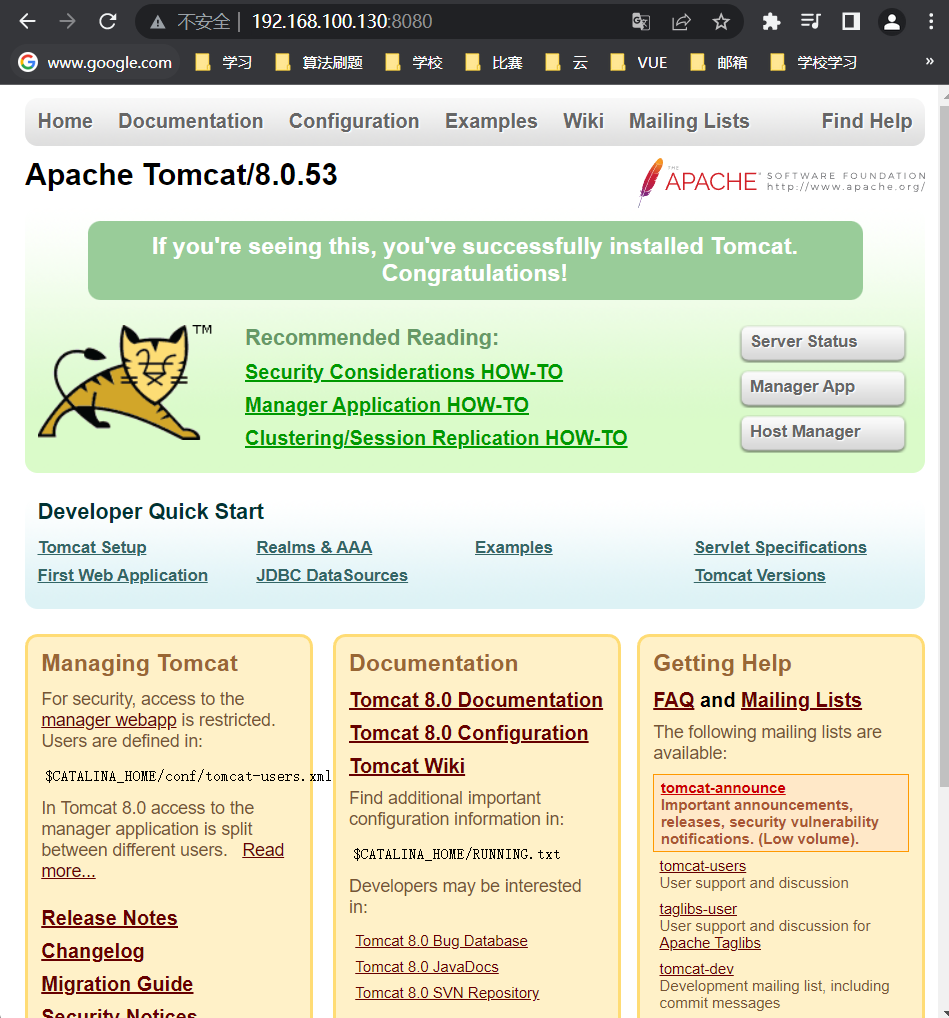 不安全 | 192.168.100.130:8080
www.google.com 学习 算法刷题 学校 比赛 云 VUE 邮箱 学校学习 »
Home Documentation Configuration Examples Wiki Mailing Lists Find Help
Apache Tomcat/8.0.53
THE APACHE SOFTWARE FOUNDATION
http://www.apache.org/
If you're seeing this, you've successfully installed Tomcat.
Congratulations!
TM
Recommended Reading:
Security Considerations HOW-TO
Manager Application HOW-TO
Clustering/Session Replication HOW-TO
Server Status
Manager App
Host Manager
Developer Quick Start
Tomcat Setup
First Web Application
Realms & AAA
JDBC DataSources
Examples
Servlet Specifications
Tomcat Versions
Managing Tomcat
For security, access to the
manager webapp is restricted.
Users are defined in:
$CATALINA_HOME/conf/tomcat-users.xml
In Tomcat 8.0 access to the
manager application is split
between different users. Read
more...
Release Notes
Changelog
Migration Guide
Security Notices
Documentation
Tomcat 8.0 Documentation
Tomcat 8.0 Configuration
Tomcat Wiki
Find additional important
configuration information in:
$CATALINA_HOME/RUNNING.txt
Developers may be interested
in:
Tomcat 8.0 Bug Database
Tomcat 8.0 JavaDocs
Tomcat 8.0 SVN Repository
Getting Help
FAQ and Mailing Lists
The following mailing lists are
available:
tomcat-announce
Important announcements,
releases, security vulnerability
notifications. (Low volume).
tomcat-users
User support and discussion
taglibs-user
User support and discussion for
Apache Taglibs
tomcat-dev
Development mailing list, including
commit messages